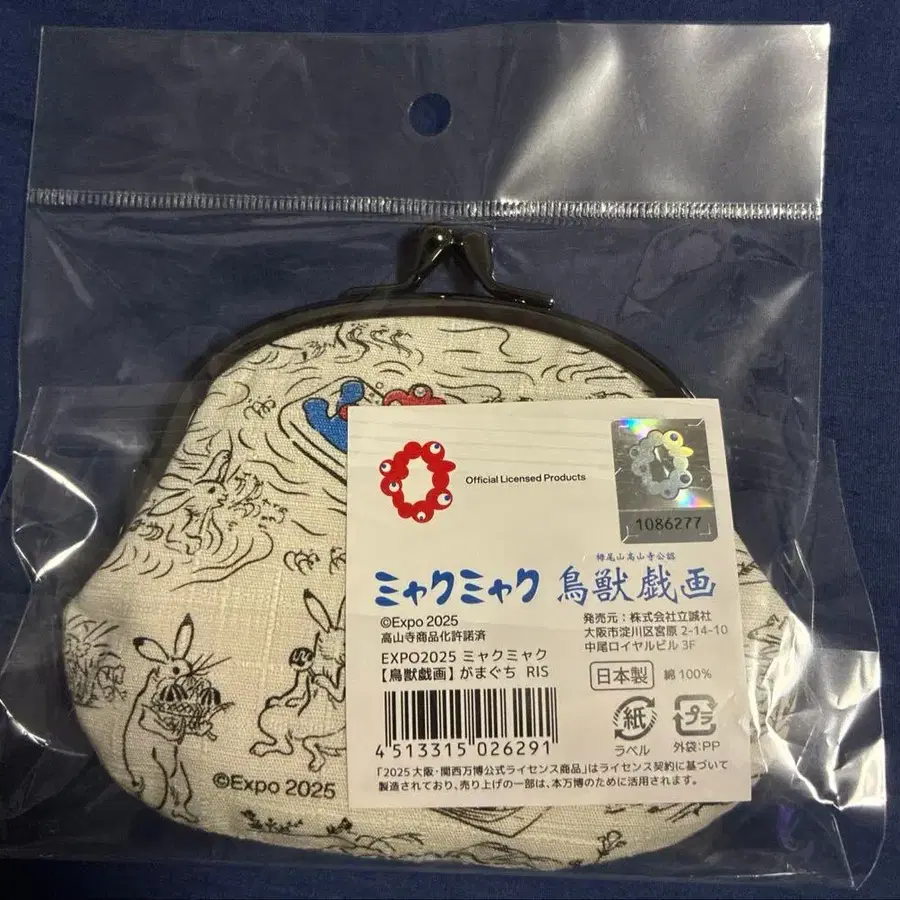 Official Licensed Products
1086277
栂尾山高山寺公認
ミャクミャク 鳥獣戯画
©Expo 2025
高山寺商品化許諾済
EXPO2025 ミャクミャク
【鳥獣戯画】がまぐち RIS
発売元:株式会社立誠社
大阪市淀川区宮原 2-14-10
中尾ロイヤルビル 3F
日本製 綿100%
4513315026291
紙
ラベル
プラ
外袋:PP
「2025 大阪・関西万博公式ライセンス商品」はライセンス契約に基づいて
製造されており、売り上げの一部は、本万博のために活用されます。
©Expo 2025